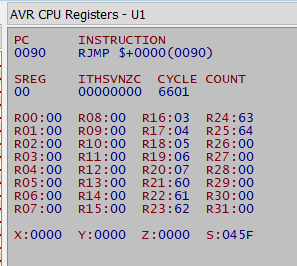 AVR CPU Registers - U1
PC INSTRUCTION
0090 RJMP $+0000(0090)
SREG ITHSVNZC CYCLE COUNT
00 00000000 6601
R00:00 R08:00 R16:03 R24:63
R01:00 R09:00 R17:04 R25:64
R02:00 R10:00 R18:05 R26:00
R03:00 R11:00 R19:06 R27:00
R04:00 R12:00 R20:07 R28:00
R05:00 R13:00 R21:60 R29:00
R06:00 R14:00 R22:61 R30:00
R07:00 R15:00 R23:62 R31:00
X:0000 Y:0000 Z:0000 S:045F